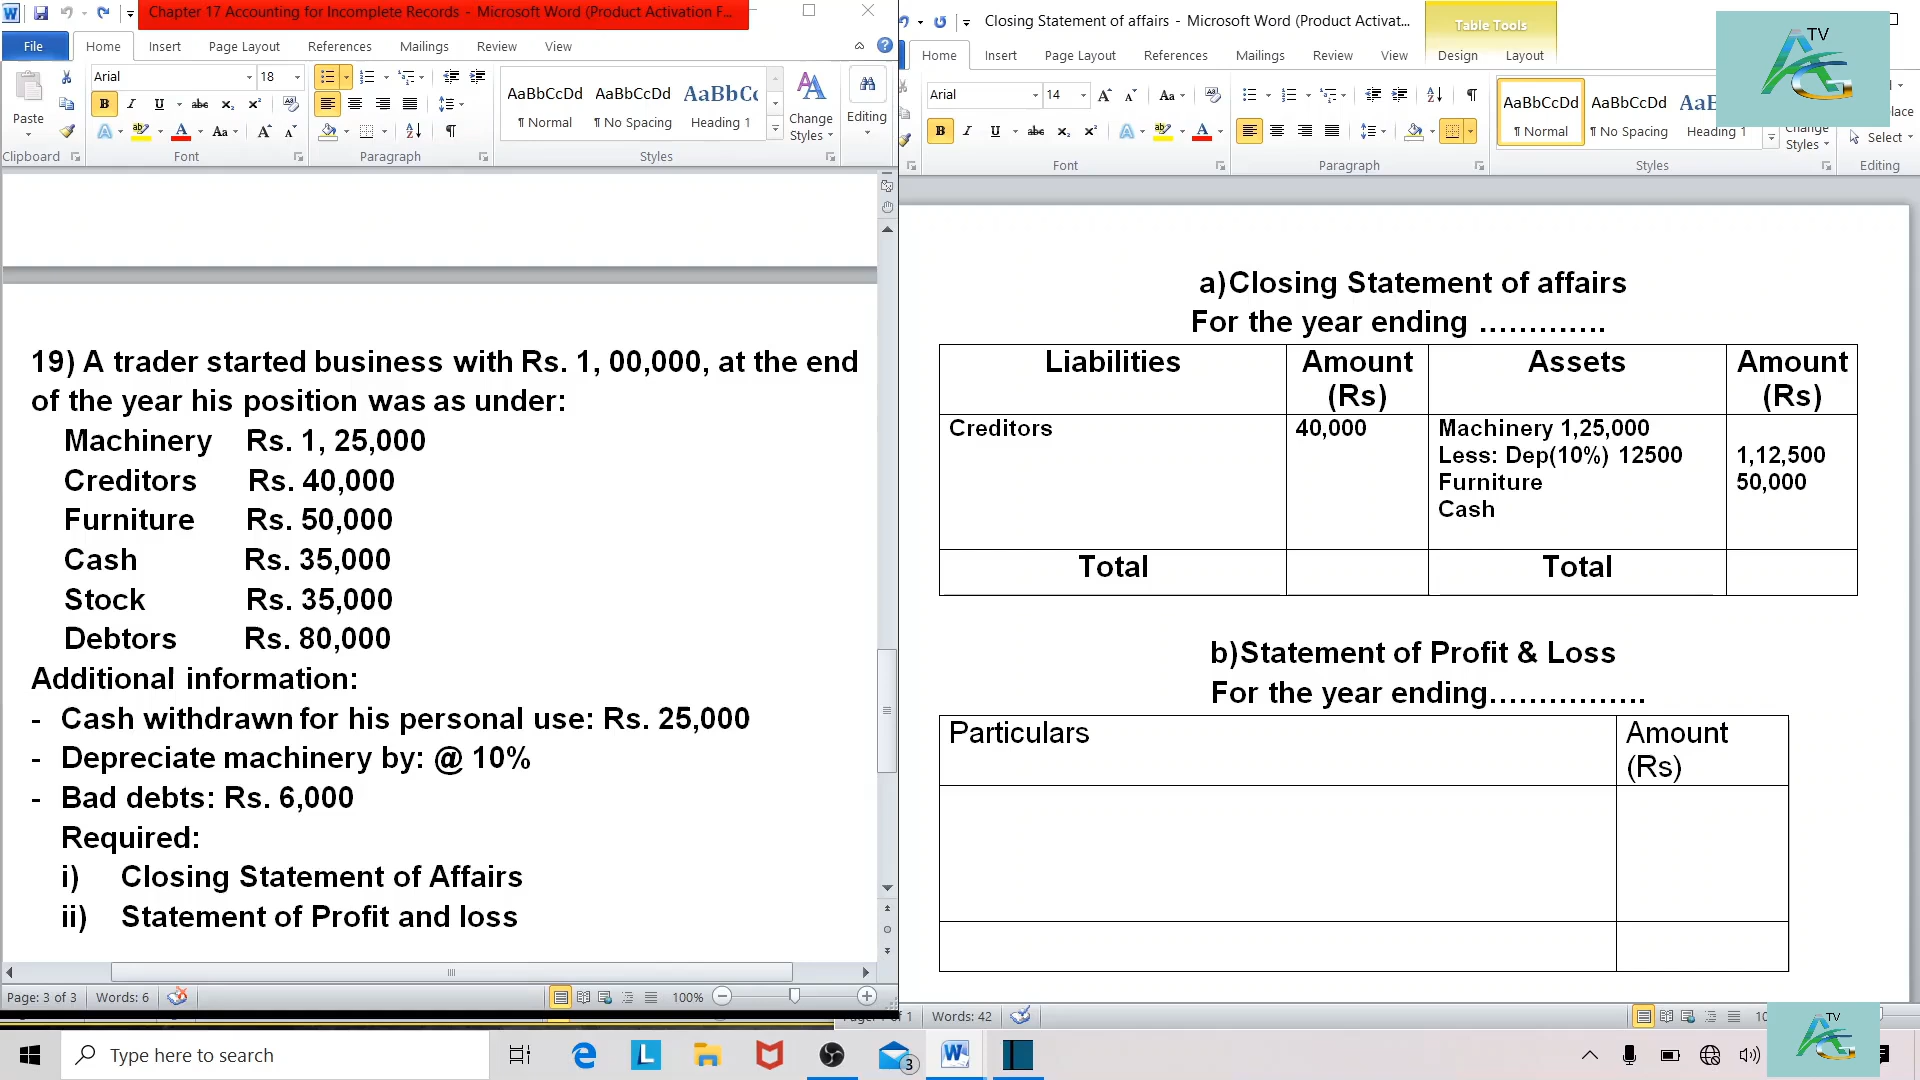 Chapter 17 Accounting for Incomplete Records - Microsoft Word (Product Activation F...
File Home Insert Page Layout References Mailings Review View
Arial 18
Paste
B I U abc x₂ x²
AaBbCcDd AaBbCcDd AaBbCc
¶ Normal ¶ No Spacing Heading 1
Change Styles
Editing
Clipboard Font Paragraph Styles
19) A trader started business with Rs. 1, 00,000, at the end
of the year his position was as under:
Machinery Rs. 1, 25,000
Creditors Rs. 40,000
Furniture Rs. 50,000
Cash Rs. 35,000
Stock Rs. 35,000
Debtors Rs. 80,000
Additional information:
- Cash withdrawn for his personal use: Rs. 25,000
- Depreciate machinery by: @ 10%
- Bad debts: Rs. 6,000
Required:
i) Closing Statement of Affairs
ii) Statement of Profit and loss
Page: 3 of 3 Words: 6 100%
Closing Statement of affairs - Microsoft Word (Product Activat...
Table Tools
Home Insert Page Layout References Mailings Review View Design Layout
Arial 14
B I U abc x₂ x²
AaBbCcDd AaBbCcDd
¶ Normal ¶ No Spacing Heading 1
Change
Styles
Select
Font Paragraph Styles Editing
TV
a)Closing Statement of affairs
For the year ending ………….
Liabilities Amount (Rs) Assets Amount (Rs)
Creditors 40,000 Machinery 1,25,000
Less: Dep(10%) 12500 1,12,500
Furniture 50,000
Cash
Total Total
b)Statement of Profit & Loss
For the year ending…………….
Particulars Amount (Rs)
Words: 42
TV
Type here to search
3